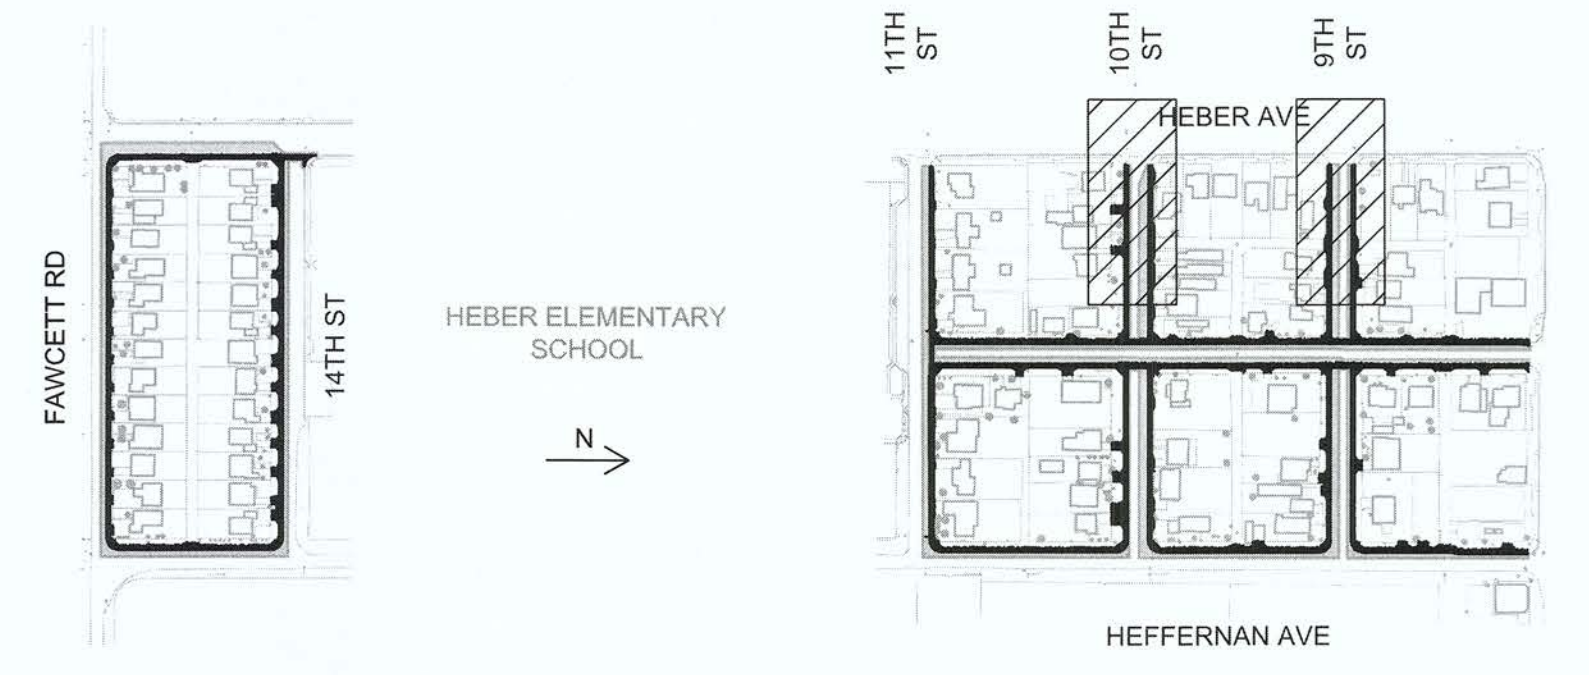 11TH
ST
10TH
ST
9TH
ST
HEBER AVE
FAWCETT RD
14TH ST
HEBER ELEMENTARY
SCHOOL
N
HEFFERNAN AVE